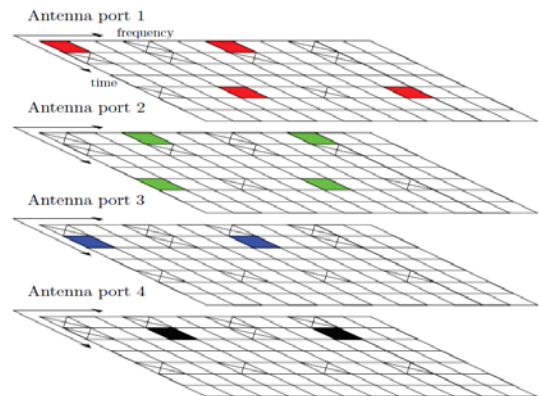 Antenna port 1
frequency
time
Antenna port 2
Antenna port 3
Antenna port 4